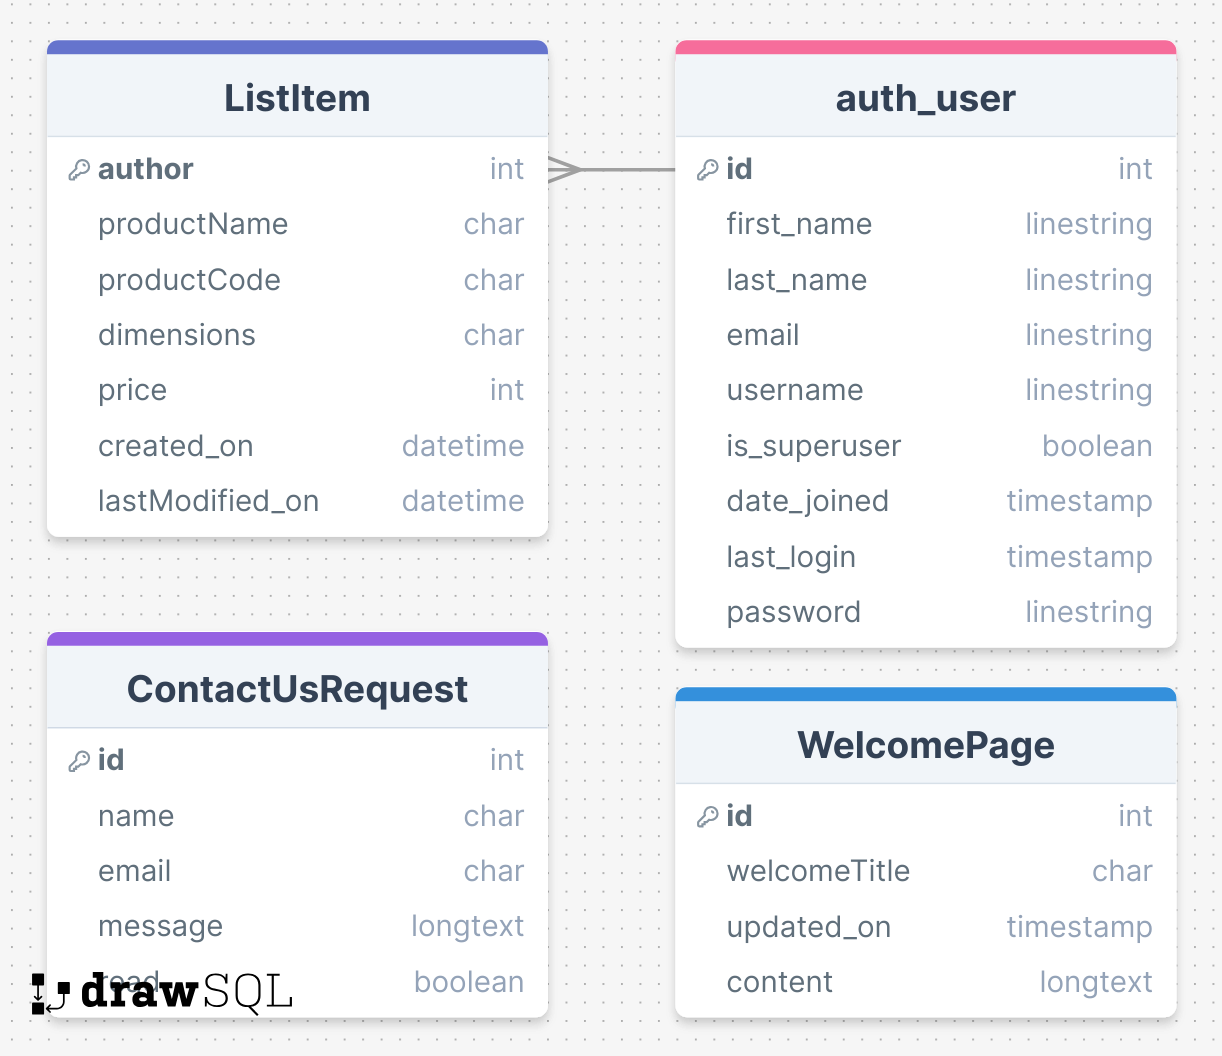 ListItem
author int
productName char
productCode char
dimensions char
price int
created_on datetime
lastModified_on datetime
auth_user
id int
first_name linestring
last_name linestring
email linestring
username linestring
is_superuser boolean
date_joined timestamp
last_login timestamp
password linestring
ContactUsRequest
id int
name char
email char
message longtext
read boolean
drawSQL
WelcomePage
id int
welcomeTitle char
updated_on timestamp
content longtext